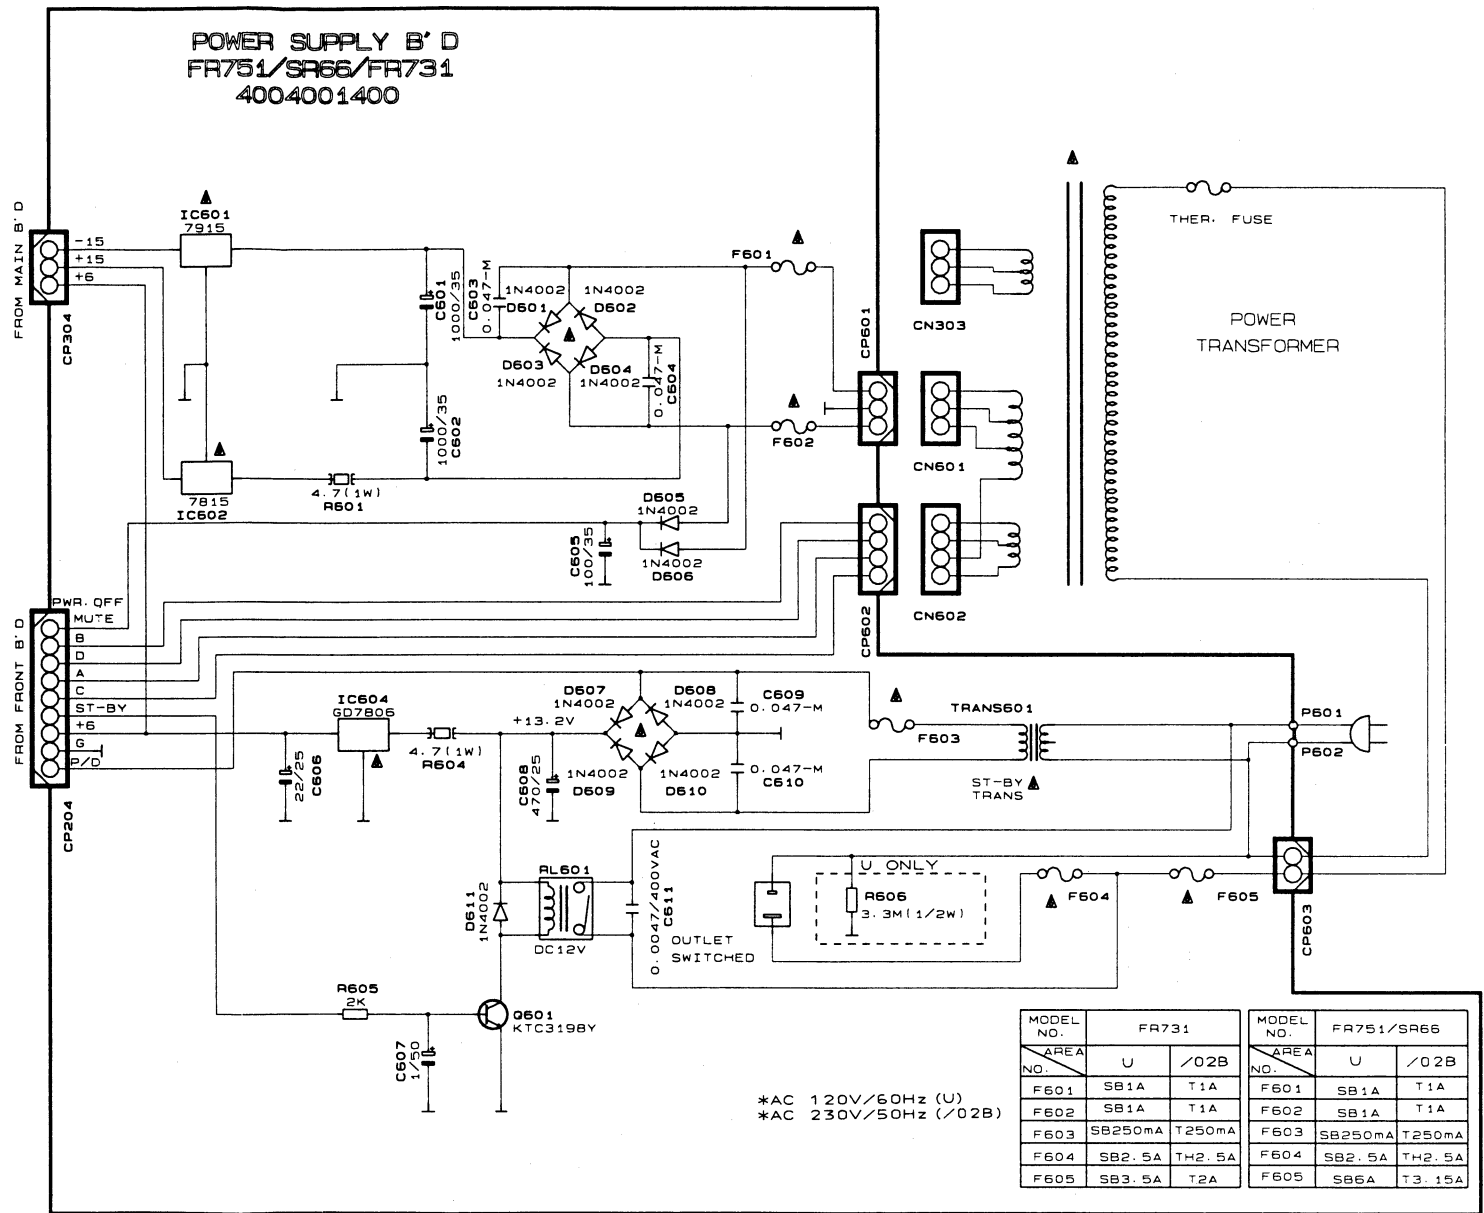 POWER SUPPLY B'D
FR751/SR66/FR731
4004001400
FROM MAIN B'D
CP304
-15
+15
+6
IC601
7915
7815
IC602
4.7(1W)
R601
C601
1000/35
C603
0.047-M
C602
1000/35
1N4002
D601
1N4002
D602
D603
1N4002
D604
1N4002
0.047-M
C604
F601
F602
CP601
CN303
CN601
CN602
CP602
THER. FUSE
POWER
TRANSFORMER
D605
1N4002
1N4002
D606
C605
100/35
FROM FRONT B'D
CP204
PWR.OFF
MUTE
B
D
A
C
ST-BY
+6
G
P/D
IC604
GD7806
4.7(1W)
R604
C606
22/25
+13.2V
C608
470/25
D607
1N4002
D608
1N4002
1N4002
D609
1N4002
D610
C609
0.047-M
0.047-M
C610
F603
TRANS601
ST-BY
TRANS
P601
P602
RL601
DC12V
D611
1N4002
0.0047/400VAC
C611
OUTLET
SWITCHED
U ONLY
R606
3.3M(1/2W)
F604
F605
CP603
R605
2K
C607
1/50
Q601
KTC3198Y
*AC 120V/60Hz (U)
*AC 230V/50Hz (/02B)
MODEL NO. FR731
AREA NO. U /02B
F601 SB1A T1A
F602 SB1A T1A
F603 SB250mA T250mA
F604 SB2.5A TH2.5A
F605 SB3.5A T2A
MODEL NO. FR751/SR66
AREA NO. U /02B
F601 SB1A T1A
F602 SB1A T1A
F603 SB250mA T250mA
F604 SB2.5A TH2.5A
F605 SB6A T3.15A